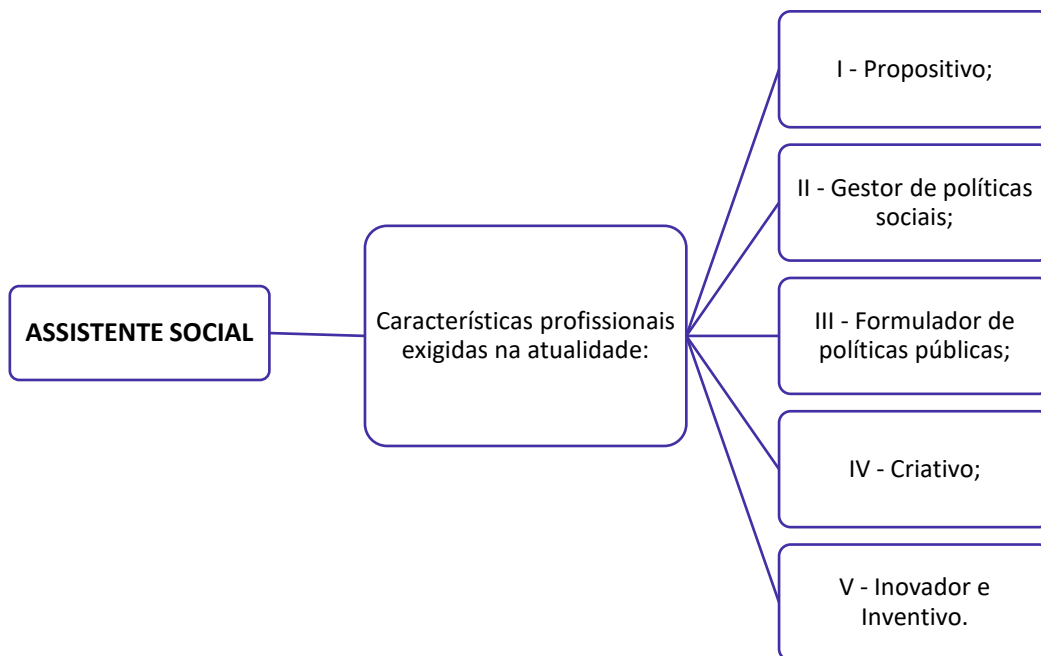 ASSISTENTE SOCIAL
Características profissionais
exigidas na atualidade:
I - Propositivo;
II - Gestor de políticas
sociais;
III - Formulador de
políticas públicas;
IV - Criativo;
V - Inovador e
Inventivo.